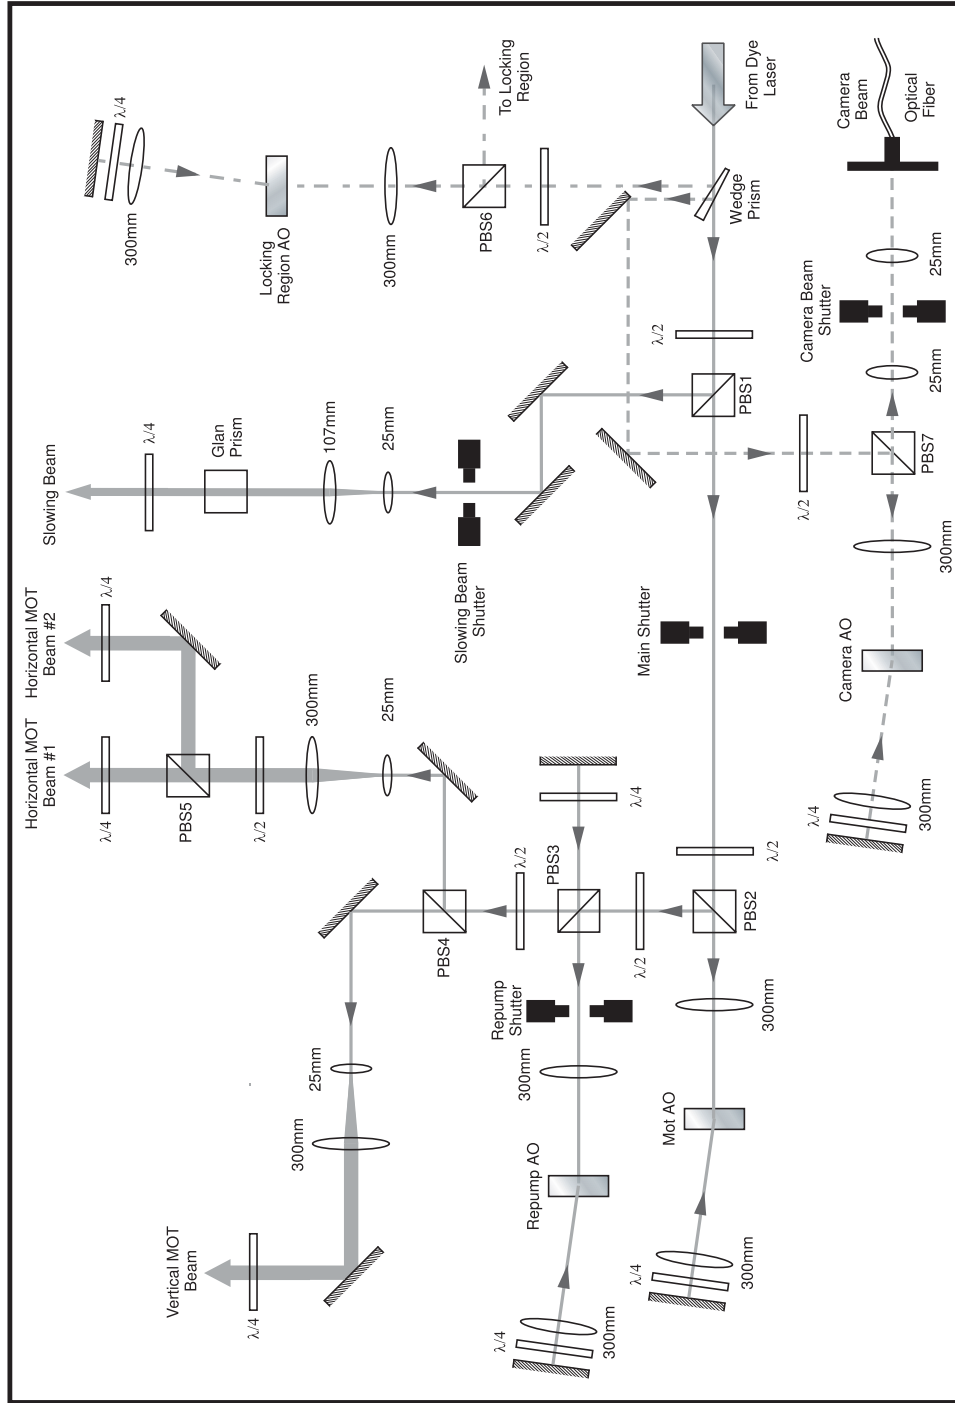 Horizontal MOT
Beam #1
Horizontal MOT
Beam #2
Slowing Beam
λ/4
λ/4
300mm
λ/4
λ/4
Vertical MOT
Beam
PBS5
Glan
Prism
λ/4
λ/2
Locking
Region AO
300mm
25mm
300mm
107mm
25mm
25mm
300mm
PBS4
Slowing Beam
Shutter
PBS6
To Locking
Region
λ/4
Repump
Shutter
λ/2
300mm
Repump AO
λ/2
PBS3
300mm
λ/4
λ/2
λ/4
Main Shutter
λ/2
Mot AO
Wedge
Prism
From Dye
Laser
PBS1
300mm
300mm
PBS2
λ/2
λ/2
λ/4
Camera AO
Camera Beam
Shutter
Camera
Beam
Optical
Fiber
300mm
PBS7
25mm
25mm
300mm